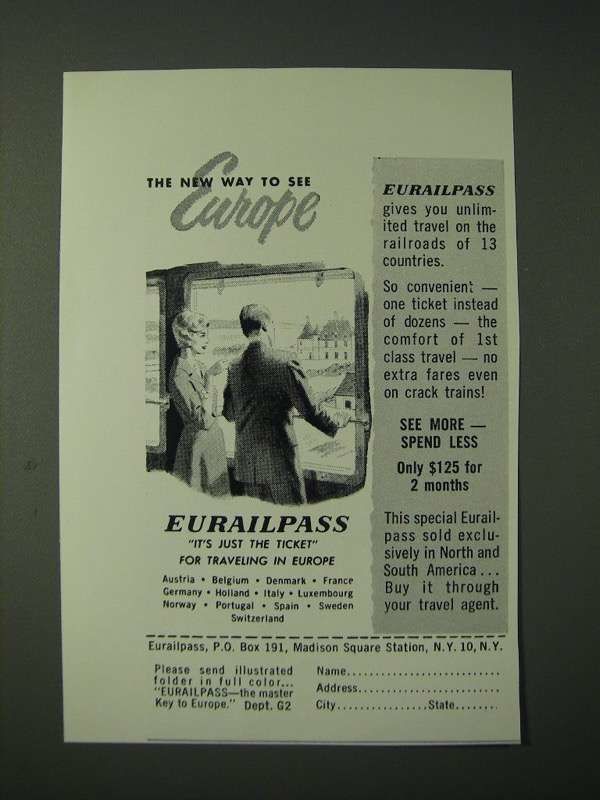 THE NEW WAY TO SEE
Europe
EURAILPASS
"IT'S JUST THE TICKET"
FOR TRAVELING IN EUROPE
Austria • Belgium • Denmark • France
Germany • Holland • Italy • Luxembourg
Norway • Portugal • Spain • Sweden
Switzerland
EURAILPASS
gives you unlim-
ited travel on the
railroads of 13
countries.
So convenient —
one ticket instead
of dozens — the
comfort of 1st
class travel — no
extra fares even
on crack trains!
SEE MORE —
SPEND LESS
Only $125 for
2 months
This special Eurail-
pass sold exclu-
sively in North and
South America...
Buy it through
your travel agent.
Eurailpass, P.O. Box 191, Madison Square Station, N.Y. 10, N.Y.
Please send illustrated
folder in full color...
"EURAILPASS—the master
Key to Europe." Dept. G2
Name...........................
Address.........................
City................State........